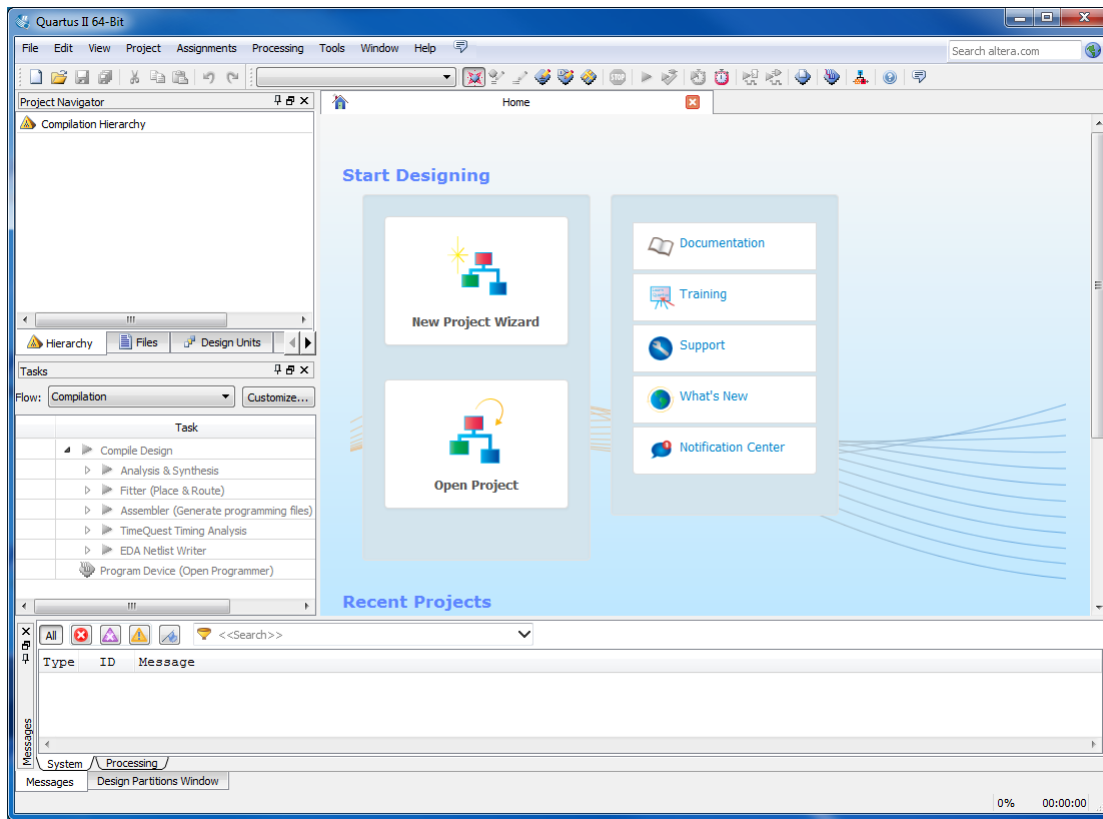 Quartus II 64-Bit
File Edit View Project Assignments Processing Tools Window Help
Search altera.com
Project Navigator
Home
Compilation Hierarchy
Start Designing
New Project Wizard
Open Project
Documentation
Training
Support
What's New
Notification Center
Recent Projects
Hierarchy Files Design Units
Tasks
Flow: Compilation Customize...
Task
Compile Design
Analysis & Synthesis
Fitter (Place & Route)
Assembler (Generate programming files)
TimeQuest Timing Analysis
EDA Netlist Writer
Program Device (Open Programmer)
All <<Search>>
Type ID Message
Messages
System Processing
Messages Design Partitions Window
0% 00:00:00